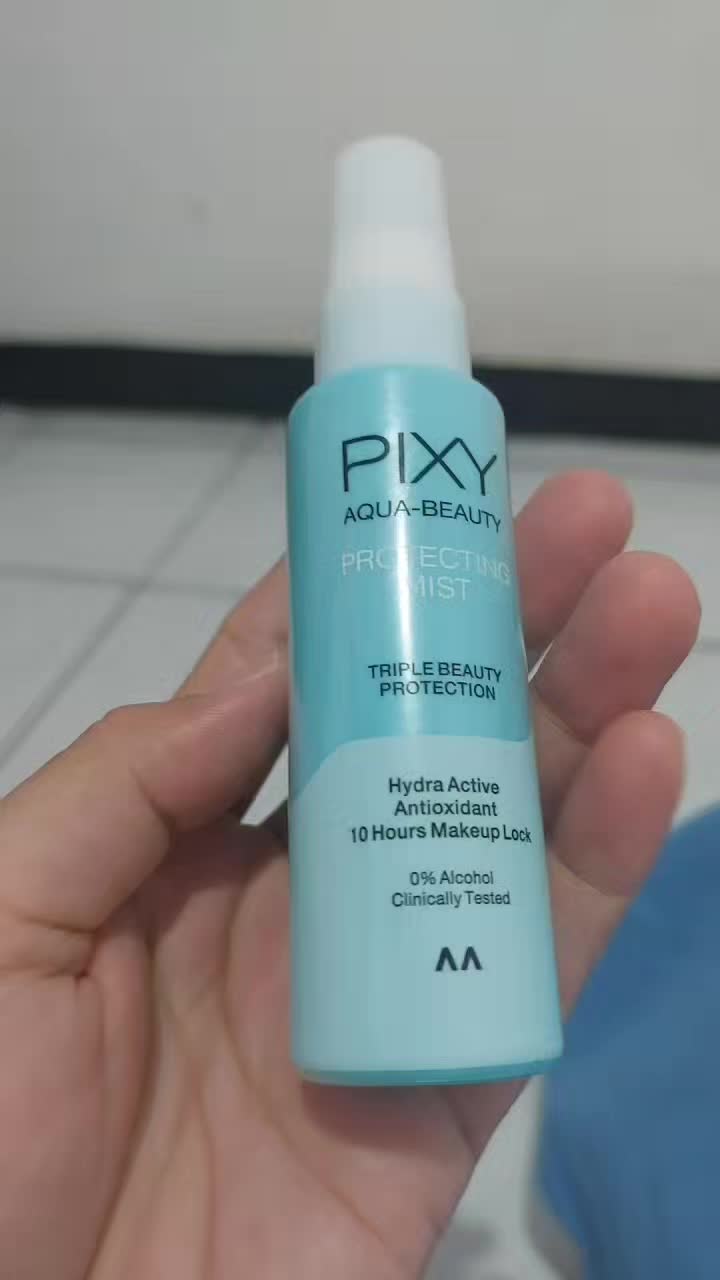 PIXY
AQUA-BEAUTY
PROTECTING
MIST
TRIPLE BEAUTY
PROTECTION
Hydra Active
Antioxidant
10 Hours Makeup Lock
0% Alcohol
Clinically Tested